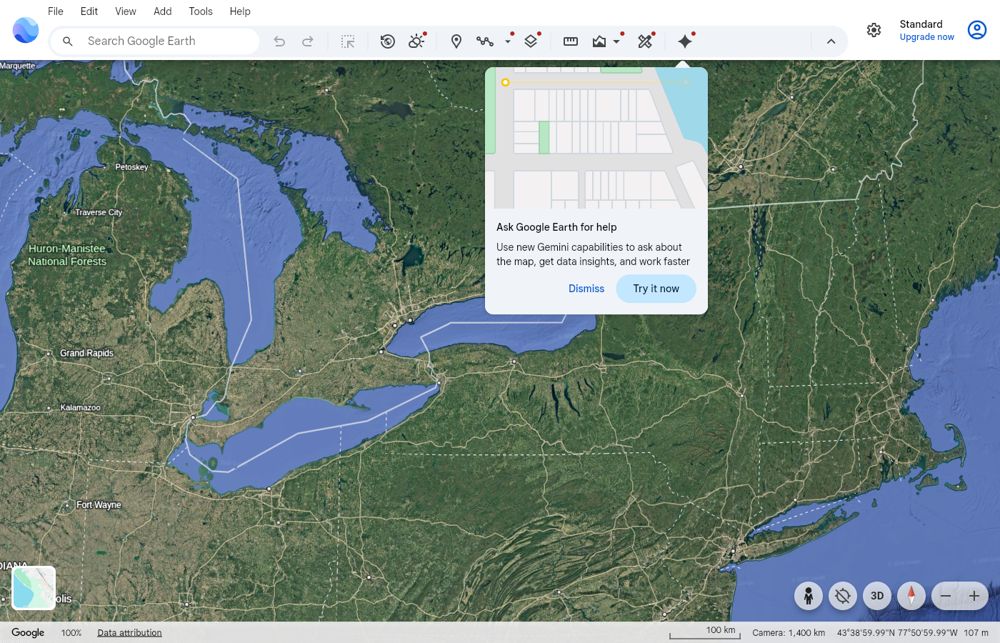 File Edit View Add Tools Help
Search Google Earth
Standard
Upgrade now
Marquette
Petoskey
Traverse City
Huron-Manistee
National Forests
Grand Rapids
Kalamazoo
Fort Wayne
DIANA
olis
Ask Google Earth for help
Use new Gemini capabilities to ask about
the map, get data insights, and work faster
Dismiss Try it now
3D
Google 100% Data attribution 100 km Camera: 1,400 km 43°38'59.99"N 77°50'59.99"W 107 m